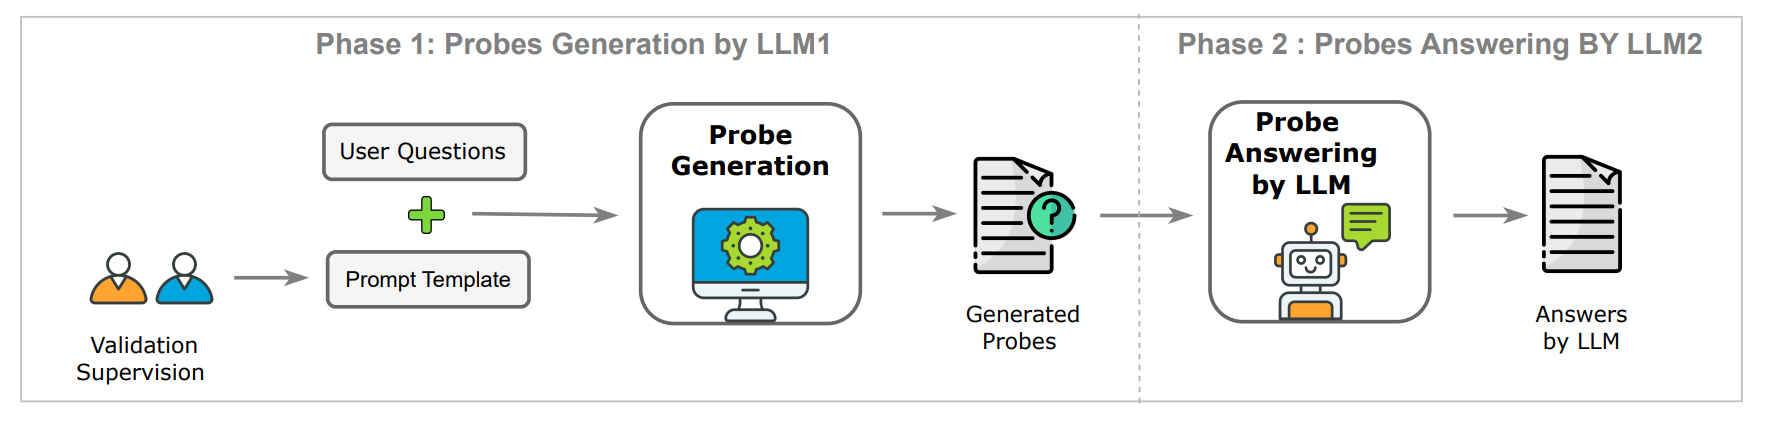 Phase 1: Probes Generation by LLM1
Phase 2 : Probes Answering BY LLM2
User Questions
Prompt Template
Validation
Supervision
Probe
Generation
?
Generated
Probes
Probe
Answering
by LLM
Answers
by LLM